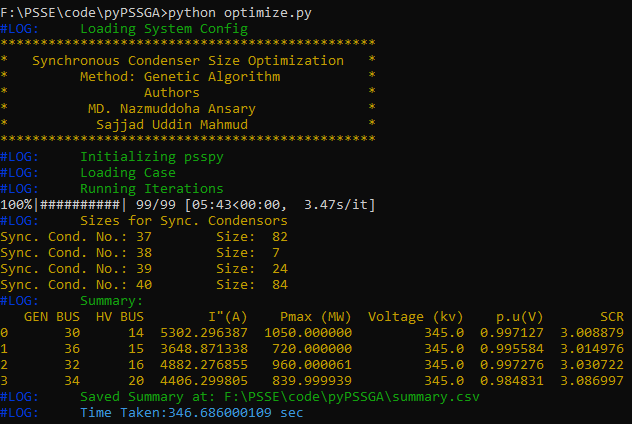 F:\PSSE\code\pyPSSGA>python optimize.py
#LOG:     Loading System Config
***********************************************
*   Synchronous Condenser Size Optimization   *
*         Method: Genetic Algorithm           *
*                 Authors                     *
*          MD. Nazmuddoha Ansary              *
*           Sajjad Uddin Mahmud               *
***********************************************
#LOG:     Initializing psspy
#LOG:     Loading Case
#LOG:     Running Iterations
100%|##########| 99/99 [05:43<00:00,  3.47s/it]
#LOG:     Sizes for Sync. Condensors
Sync. Cond. No.: 37        Size:  82
Sync. Cond. No.: 38        Size:  7
Sync. Cond. No.: 39        Size:  24
Sync. Cond. No.: 40        Size:  84
#LOG:     Summary:
   GEN BUS  HV BUS        I"(A)    Pmax (MW)  Voltage (kv)    p.u(V)       SCR
0       30      14  5302.296387  1050.000000         345.0  0.997127  3.008879
1       36      15  3648.871338   720.000000         345.0  0.995584  3.014976
2       32      16  4882.276855   960.000061         345.0  0.997276  3.030722
3       34      20  4406.299805   839.999939         345.0  0.984831  3.086997
#LOG:     Saved Summary at: F:\PSSE\code\pyPSSGA\summary.csv
#LOG:     Time Taken:346.686000109 sec